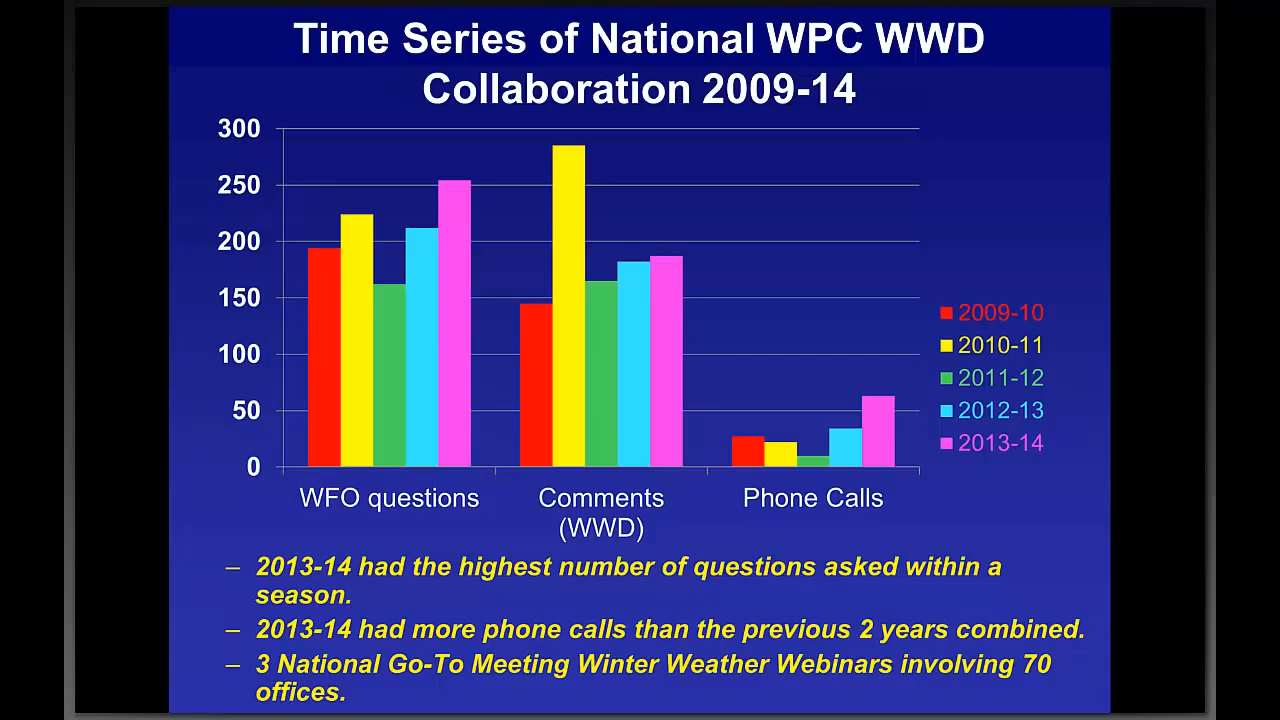 Time Series of National WPC WWD
Collaboration 2009-14
300
250
200
150
100
50
0
WFO questions
Comments
(WWD)
Phone Calls
2009-10
2010-11
2011-12
2012-13
2013-14
– 2013-14 had the highest number of questions asked within a
season.
– 2013-14 had more phone calls than the previous 2 years combined.
– 3 National Go-To Meeting Winter Weather Webinars involving 70
offices.